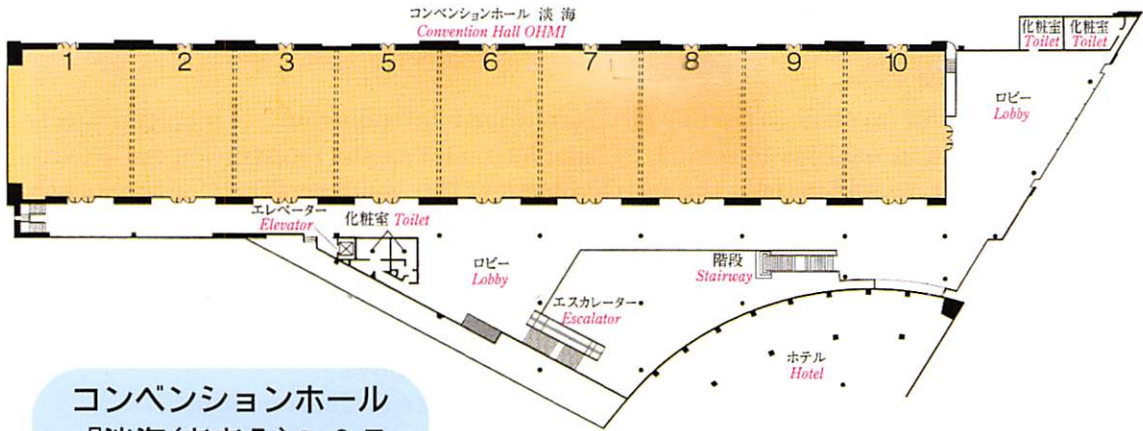 コンベンションホール 淡海
Convention Hall OHMI
化粧室 化粧室
Toilet Toilet
1 2 3 5 6 7 8 9 10
ロビー
Lobby
エレベーター
Elevator
化粧室 Toilet
ロビー
Lobby
階段
Stairway
エスカレーター
Escalator
ホテル
Hotel
コンベンションホール